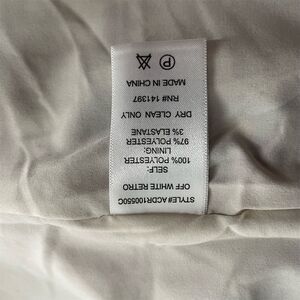 STYLE#ACDR100550C
OFF WHITE RETRO
SELF:
100% POLYESTER
LINING:
97% POLYESTER
3% ELASTANE
DRY CLEAN ONLY
RN# 141397
MADE IN CHINA
P